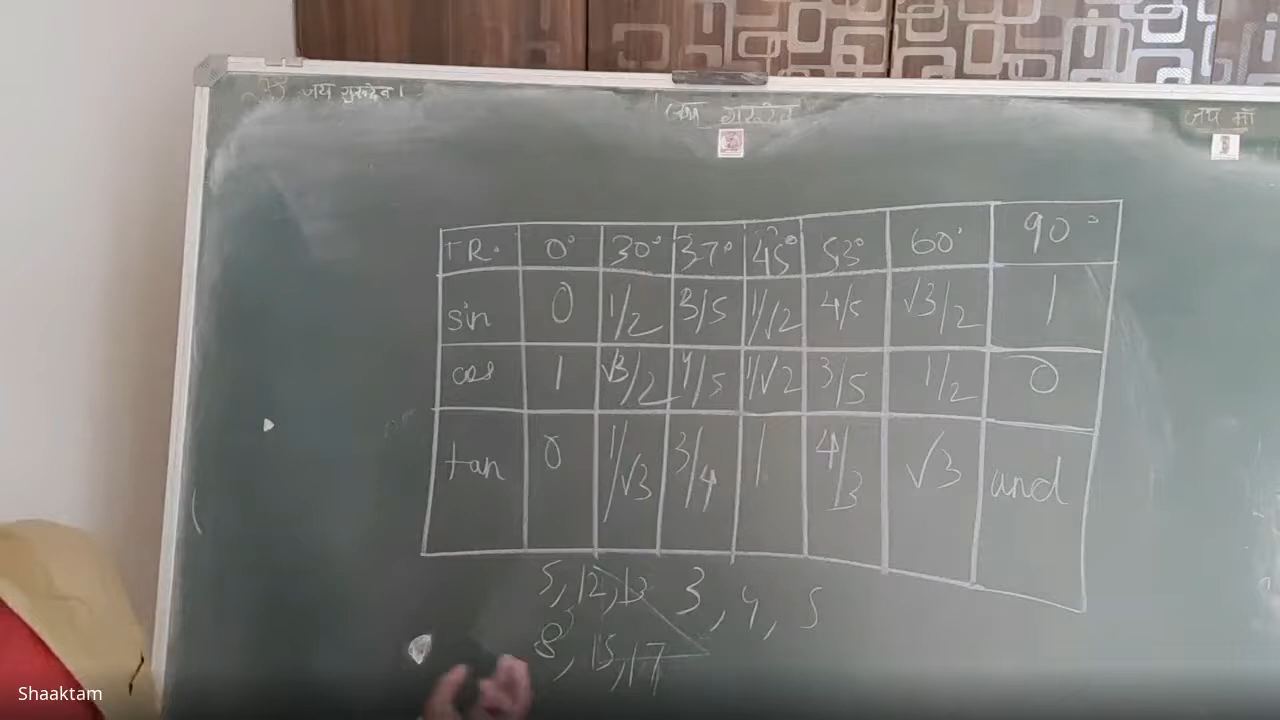 जय गुरुदेव।
जय गुरुदेव
जय माँ
T.R. 0° 30° 37° 45° 53° 60° 90°
sin 0 1/2 3/5 1/√2 4/5 √3/2 1
cos 1 √3/2 4/5 1/√2 3/5 1/2 0
tan 0 1/√3 3/4 1 4/3 √3 und
5, 12, 13 3, 4, 5
8, 15, 17
Shaaktam